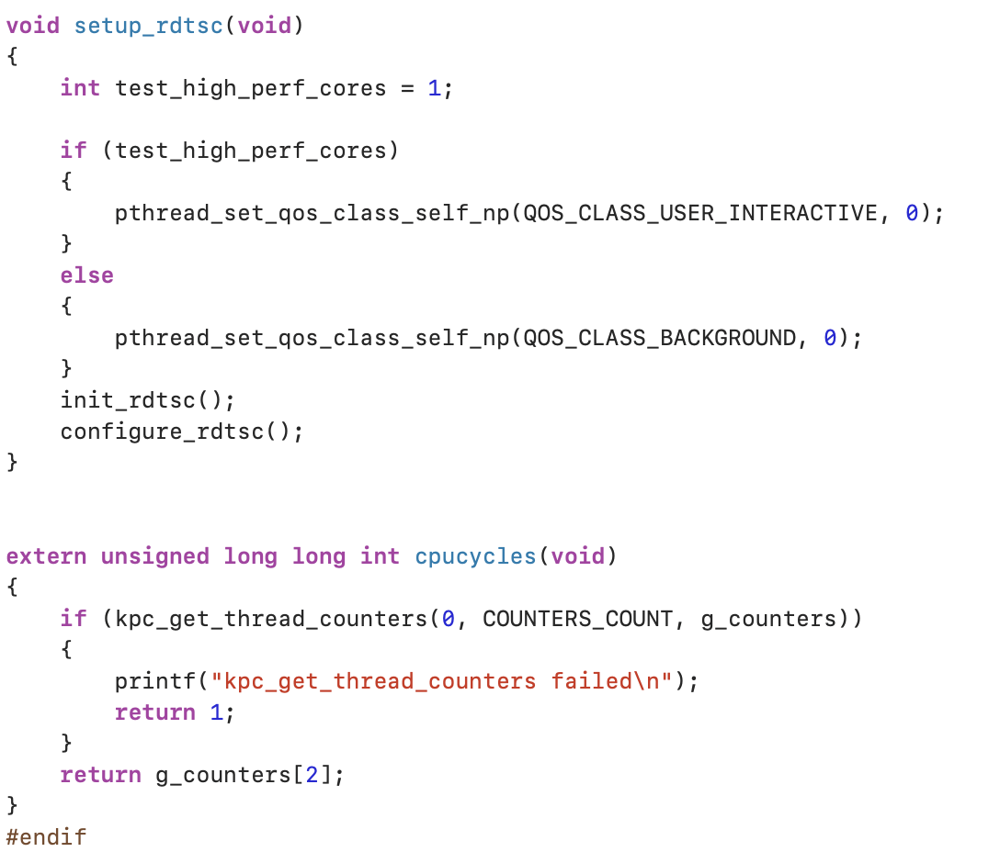 void setup_rdtsc(void)
{
    int test_high_perf_cores = 1;

    if (test_high_perf_cores)
    {
        pthread_set_qos_class_self_np(QOS_CLASS_USER_INTERACTIVE, 0);
    }
    else
    {
        pthread_set_qos_class_self_np(QOS_CLASS_BACKGROUND, 0);
    }
    init_rdtsc();
    configure_rdtsc();
}


extern unsigned long long int cpucycles(void)
{
    if (kpc_get_thread_counters(0, COUNTERS_COUNT, g_counters))
    {
        printf("kpc_get_thread_counters failed\n");
        return 1;
    }
    return g_counters[2];
}
#endif